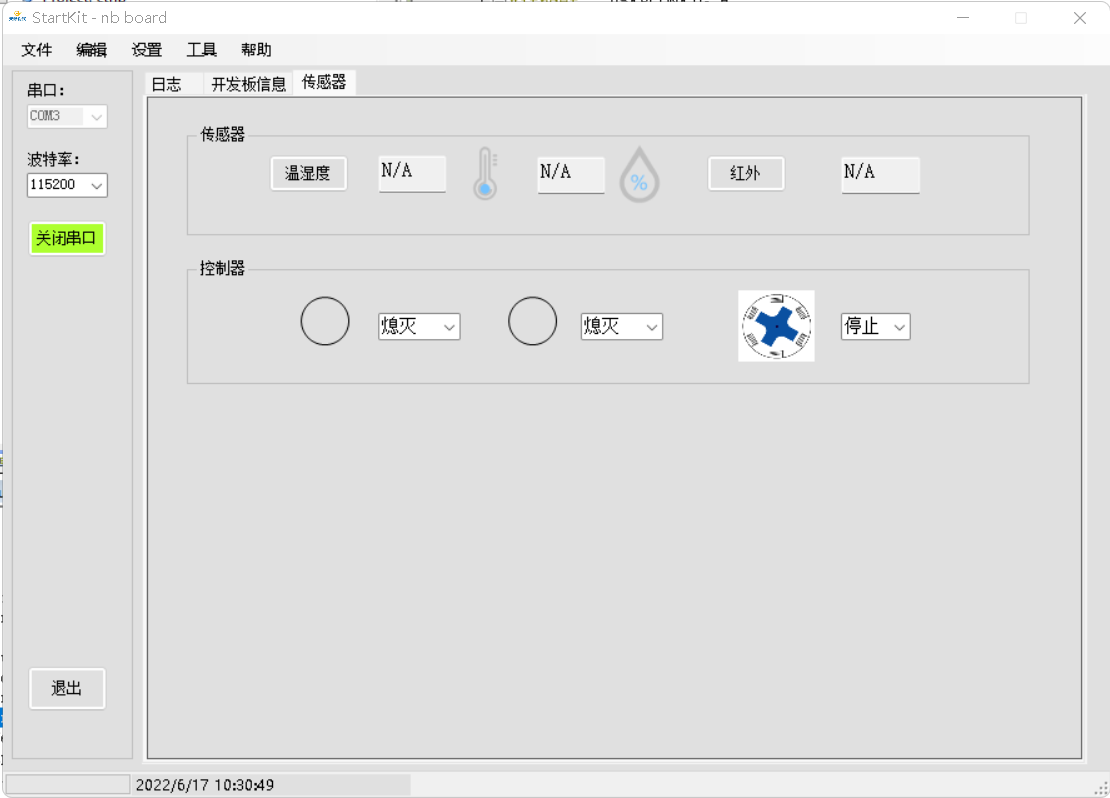 StartKit - nb board
文件 编辑 设置 工具 帮助
串口:
COM3
波特率:
115200
关闭串口
退出
日志 开发板信息 传感器
传感器
温湿度 N/A N/A % 红外 N/A
控制器
熄灭 熄灭 停止
2022/6/17 10:30:49